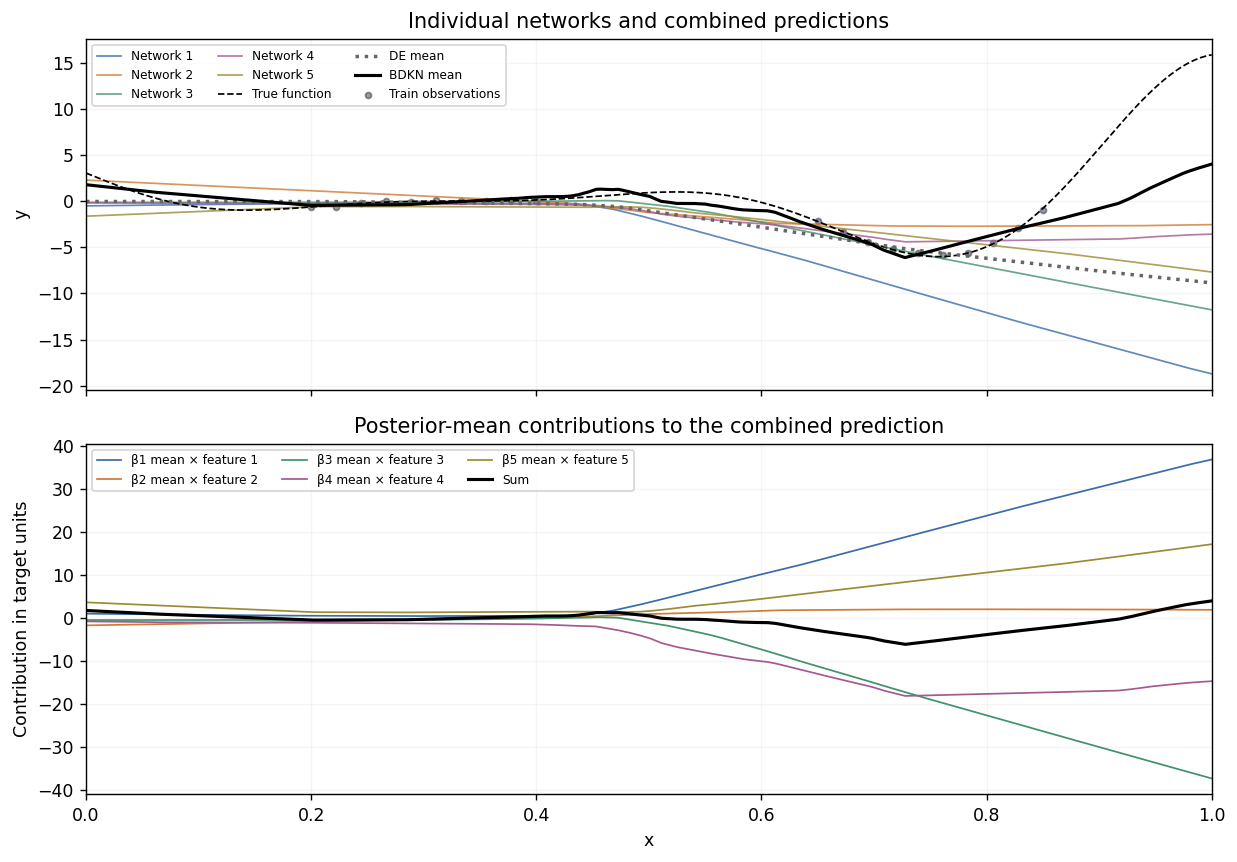 Individual networks and combined predictions
Network 1 Network 4 DE mean
Network 2 Network 5 BDKN mean
Network 3 True function Train observations
15
10
5
0
−5
−10
−15
−20
y
Posterior-mean contributions to the combined prediction
β1 mean × feature 1 β3 mean × feature 3 β5 mean × feature 5
β2 mean × feature 2 β4 mean × feature 4 Sum
40
30
20
10
0
−10
−20
−30
−40
Contribution in target units
0.0 0.2 0.4 0.6 0.8 1.0
x